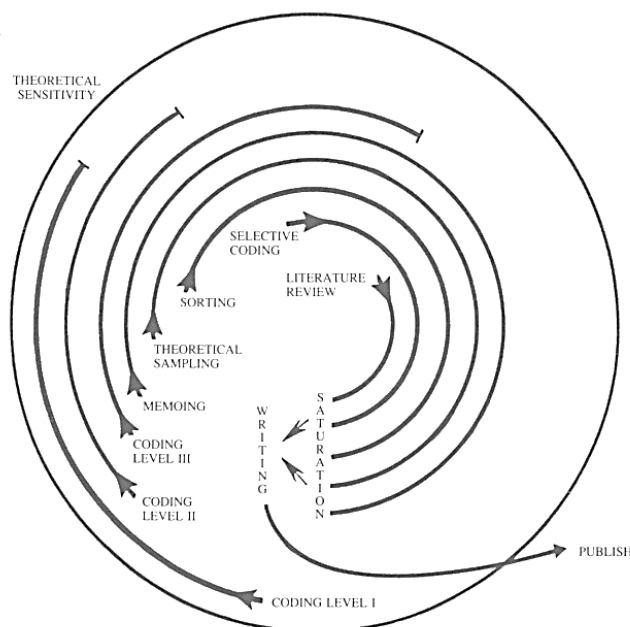 THEORETICAL
SENSITIVITY
SELECTIVE
CODING
LITERATURE
REVIEW
SORTING
THEORETICAL
SAMPLING
MEMOING
CODING
LEVEL III
CODING
LEVEL II
WRITING
SATURATION
PUBLISH
CODING LEVEL I